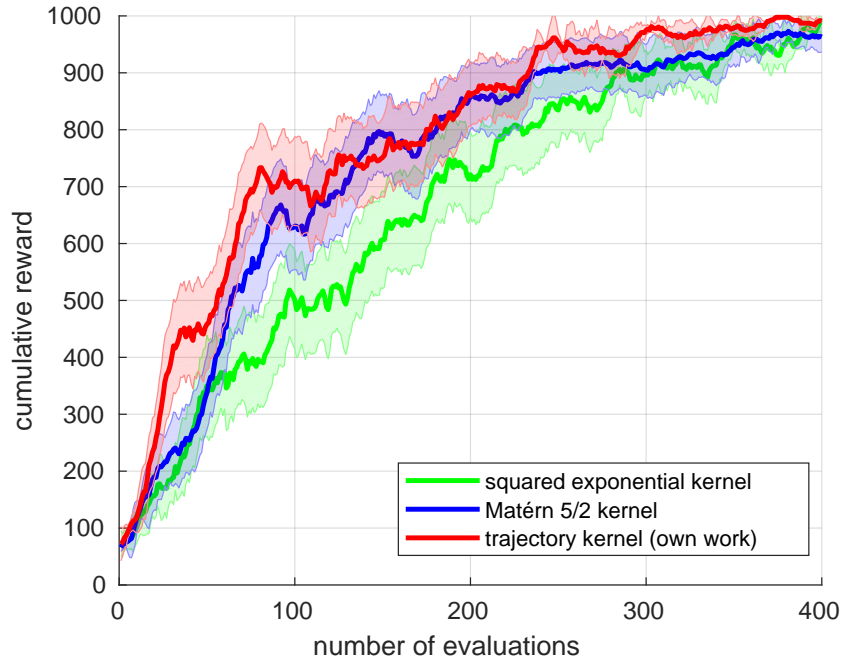 1000
900
800
700
600
500
400
300
200
100
0
cumulative reward
squared exponential kernel
Matérn 5/2 kernel
trajectory kernel (own work)
0 100 200 300 400
number of evaluations